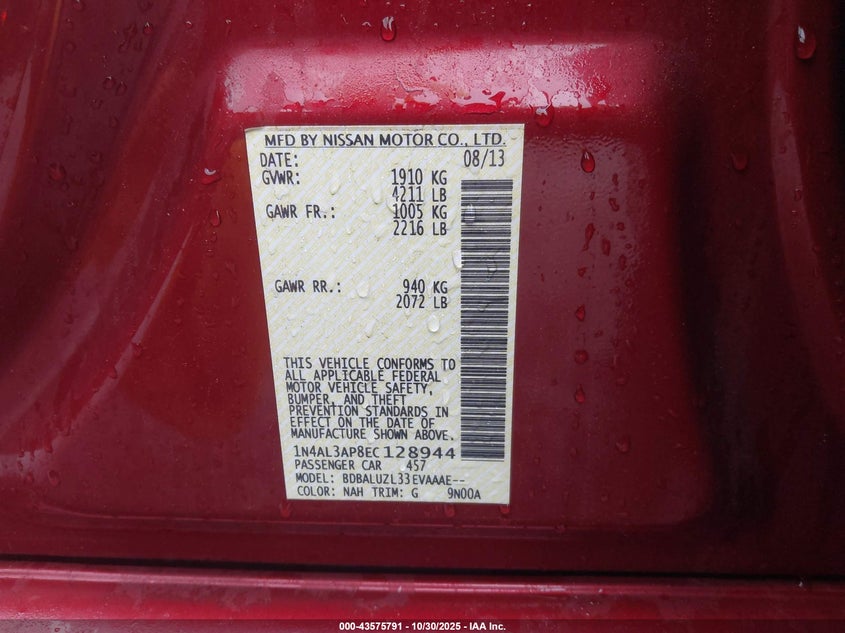 MFD BY NISSAN MOTOR CO., LTD.
DATE: 08/13
GVWR: 1910 KG
4211 LB
GAWR FR.: 1005 KG
2216 LB
GAWR RR.: 940 KG
2072 LB
THIS VEHICLE CONFORMS TO
ALL APPLICABLE FEDERAL
MOTOR VEHICLE SAFETY,
BUMPER, AND THEFT
PREVENTION STANDARDS IN
EFFECT ON THE DATE OF
MANUFACTURE SHOWN ABOVE.
1N4AL3AP8EC128944
PASSENGER CAR 457
MODEL: BDBALUZL33EVAAAE--
COLOR: NAH TRIM: G 9N00A
000-43575791 - 10/30/2025 - IAA Inc.